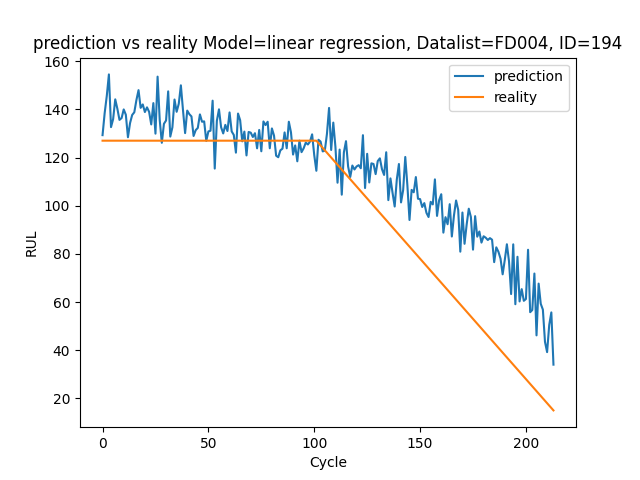 prediction vs reality Model=linear regression, Datalist=FD004, ID=194
prediction
reality
RUL
160
140
120
100
80
60
40
20
0
50
100
150
200
Cycle